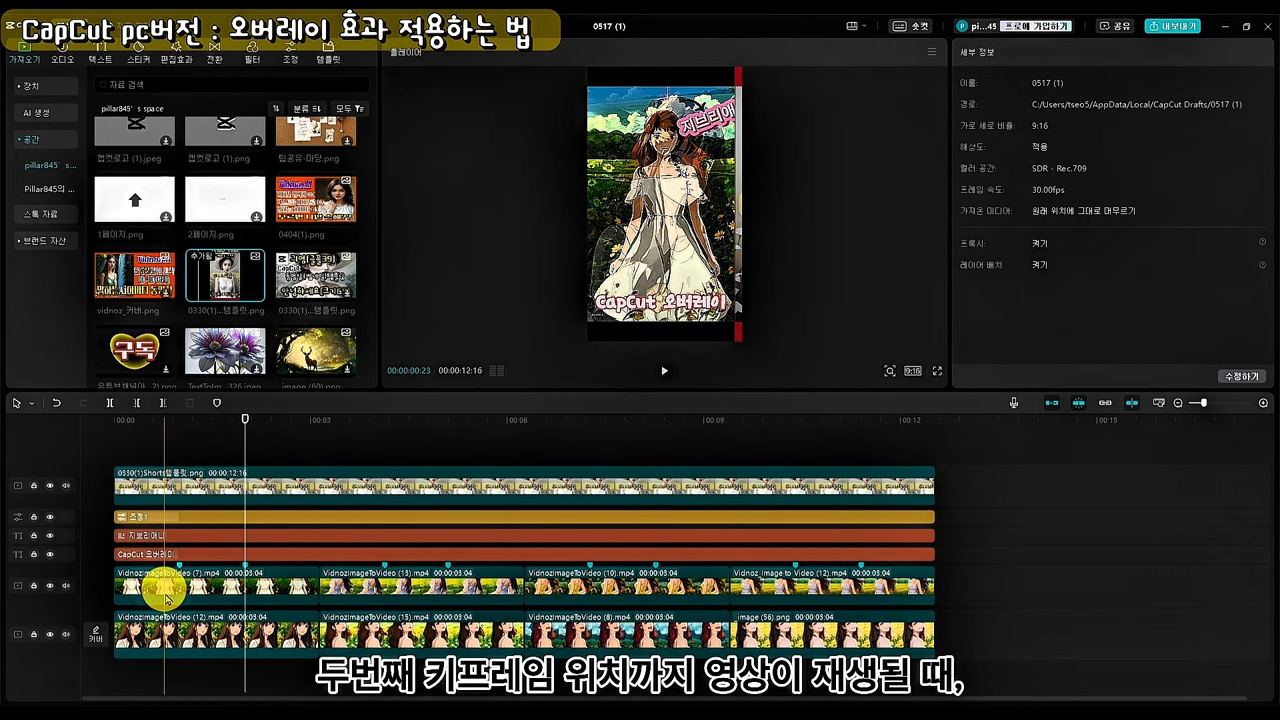 CapCut pc버전 : 오버레이 효과 적용하는 법
0517 (1)
숏컷
pi...45
프로에 가입하기
공유
내보내기
가져오기
오디오
텍스트
스티커
편집효과
전환
필터
조정
템플릿
플레이어
세부 정보
장치
AI 생성
공간
pillar845' s...
Pillar845의 ...
스톡 자료
브랜드 자산
자료 검색
pillar845' s space
분류
모두
캡컷로고 (1).jpeg
캡컷로고 (1).png
팁공유-마당.png
1페이지.png
2페이지.png
0404(1).png
vidnoz_커버.png
추가됨
0330(1)...템플릿.png
0330(1)...템플릿.png
구독
TextToIm...326.jpeg
image (60).png
지브리애
CapCut 오버레이
00:00:00:23
00:00:12:16
9:16
이름:
0517 (1)
경로:
C:/Users/tseo5/AppData/Local/CapCut Drafts/0517 (1)
가로 세로 비율:
9:16
해상도:
적용
컬러 공간:
SDR - Rec.709
프레임 속도:
30.00fps
가져온 미디어:
원래 위치에 그대로 머무르기
프록시:
켜기
레이어 배치
켜기
수정하기
00:00
00:03
00:06
00:09
00:12
00:15
0330(1)Shorts템플릿.png 00:00:12:16
조정1
지브리애니
CapCut 오버레이
VidnozImageToVideo (7).mp4 00:00:03:04
VidnozImageToVideo (13).mp4 00:00:03:04
VidnozImageToVideo (10).mp4 00:00:03:04
Vidnoz Image to Video (12).mp4 00:00:03:04
커버
VidnozImageToVideo (12).mp4 00:00:03:04
VidnozImageToVideo (15).mp4 00:00:03:04
VidnozImageToVideo (8).mp4 00:00:03:04
image (56).png 00:00:03:04
두번째 키프레임 위치까지 영상이 재생될 때,